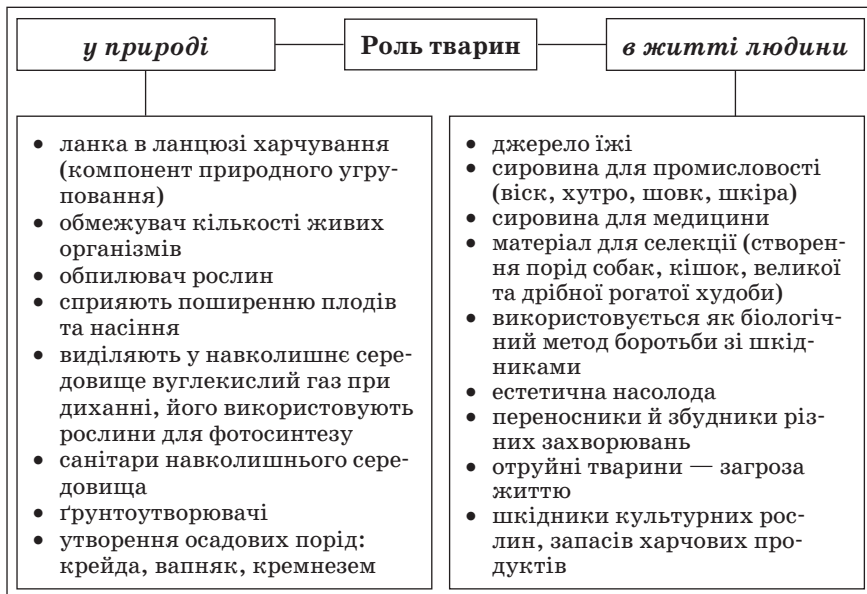 у природі
Роль тварин
в житті людини
• ланка в ланцюзі харчування
(компонент природного угру-
повання)
• обмежувач кількості живих
організмів
• обпилювач рослин
• сприяють поширенню плодів
та насіння
• виділяють у навколишнє сере-
довище вуглекислий газ при
диханні, його використовують
рослини для фотосинтезу
• санітари навколишнього сере-
довища
• ґрунтоутворювачі
• утворення осадових порід:
крейда, вапняк, кремнезем
• джерело їжі
• сировина для промисловості
(віск, хутро, шовк, шкіра)
• сировина для медицини
• матеріал для селекції (створен-
ня порід собак, кішок, великої
та дрібної рогатої худоби)
• використовується як біологіч-
ний метод боротьби зі шкід-
никами
• естетична насолода
• переносники й збудники різ-
них захворювань
• отруйні тварини — загроза
життю
• шкідники культурних рос-
лин, запасів харчових про-
дуктів